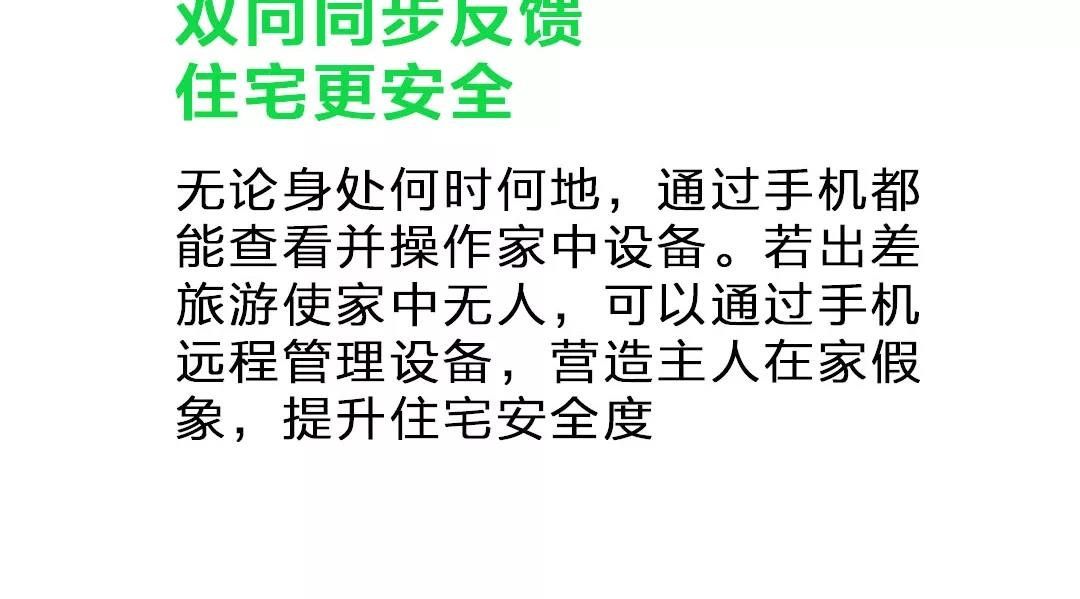 双向同步反馈
住宅更安全
无论身处何时何地，通过手机都
能查看并操作家中设备。若出差
旅游使家中无人，可以通过手机
远程管理设备，营造主人在家假
象，提升住宅安全度